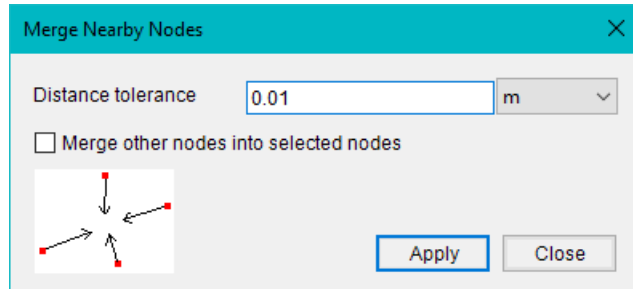 Merge Nearby Nodes
Distance tolerance 0.01 m
Merge other nodes into selected nodes
Apply Close